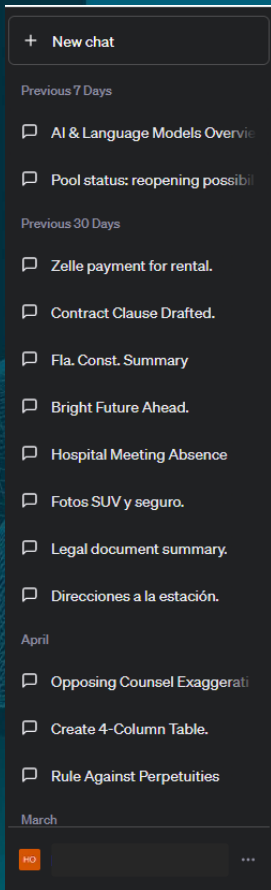 + New chat
Previous 7 Days
AI & Language Models Overvie
Pool status: reopening possibil
Previous 30 Days
Zelle payment for rental.
Contract Clause Drafted.
Fla. Const. Summary
Bright Future Ahead.
Hospital Meeting Absence
Fotos SUV y seguro.
Legal document summary.
Direcciones a la estación.
April
Opposing Counsel Exaggerati
Create 4-Column Table.
Rule Against Perpetuities
March
HO